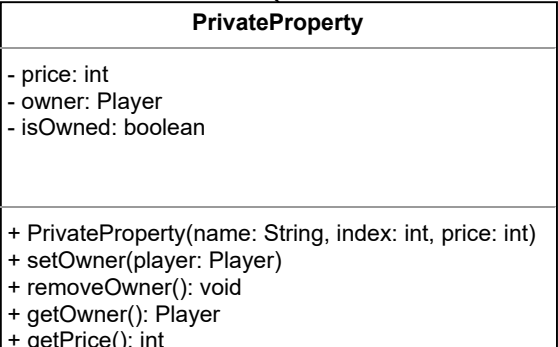 PrivateProperty
- price: int
- owner: Player
- isOwned: boolean
+ PrivateProperty(name: String, index: int, price: int)
+ setOwner(player: Player)
+ removeOwner(): void
+ getOwner(): Player
+ getPrice(): int